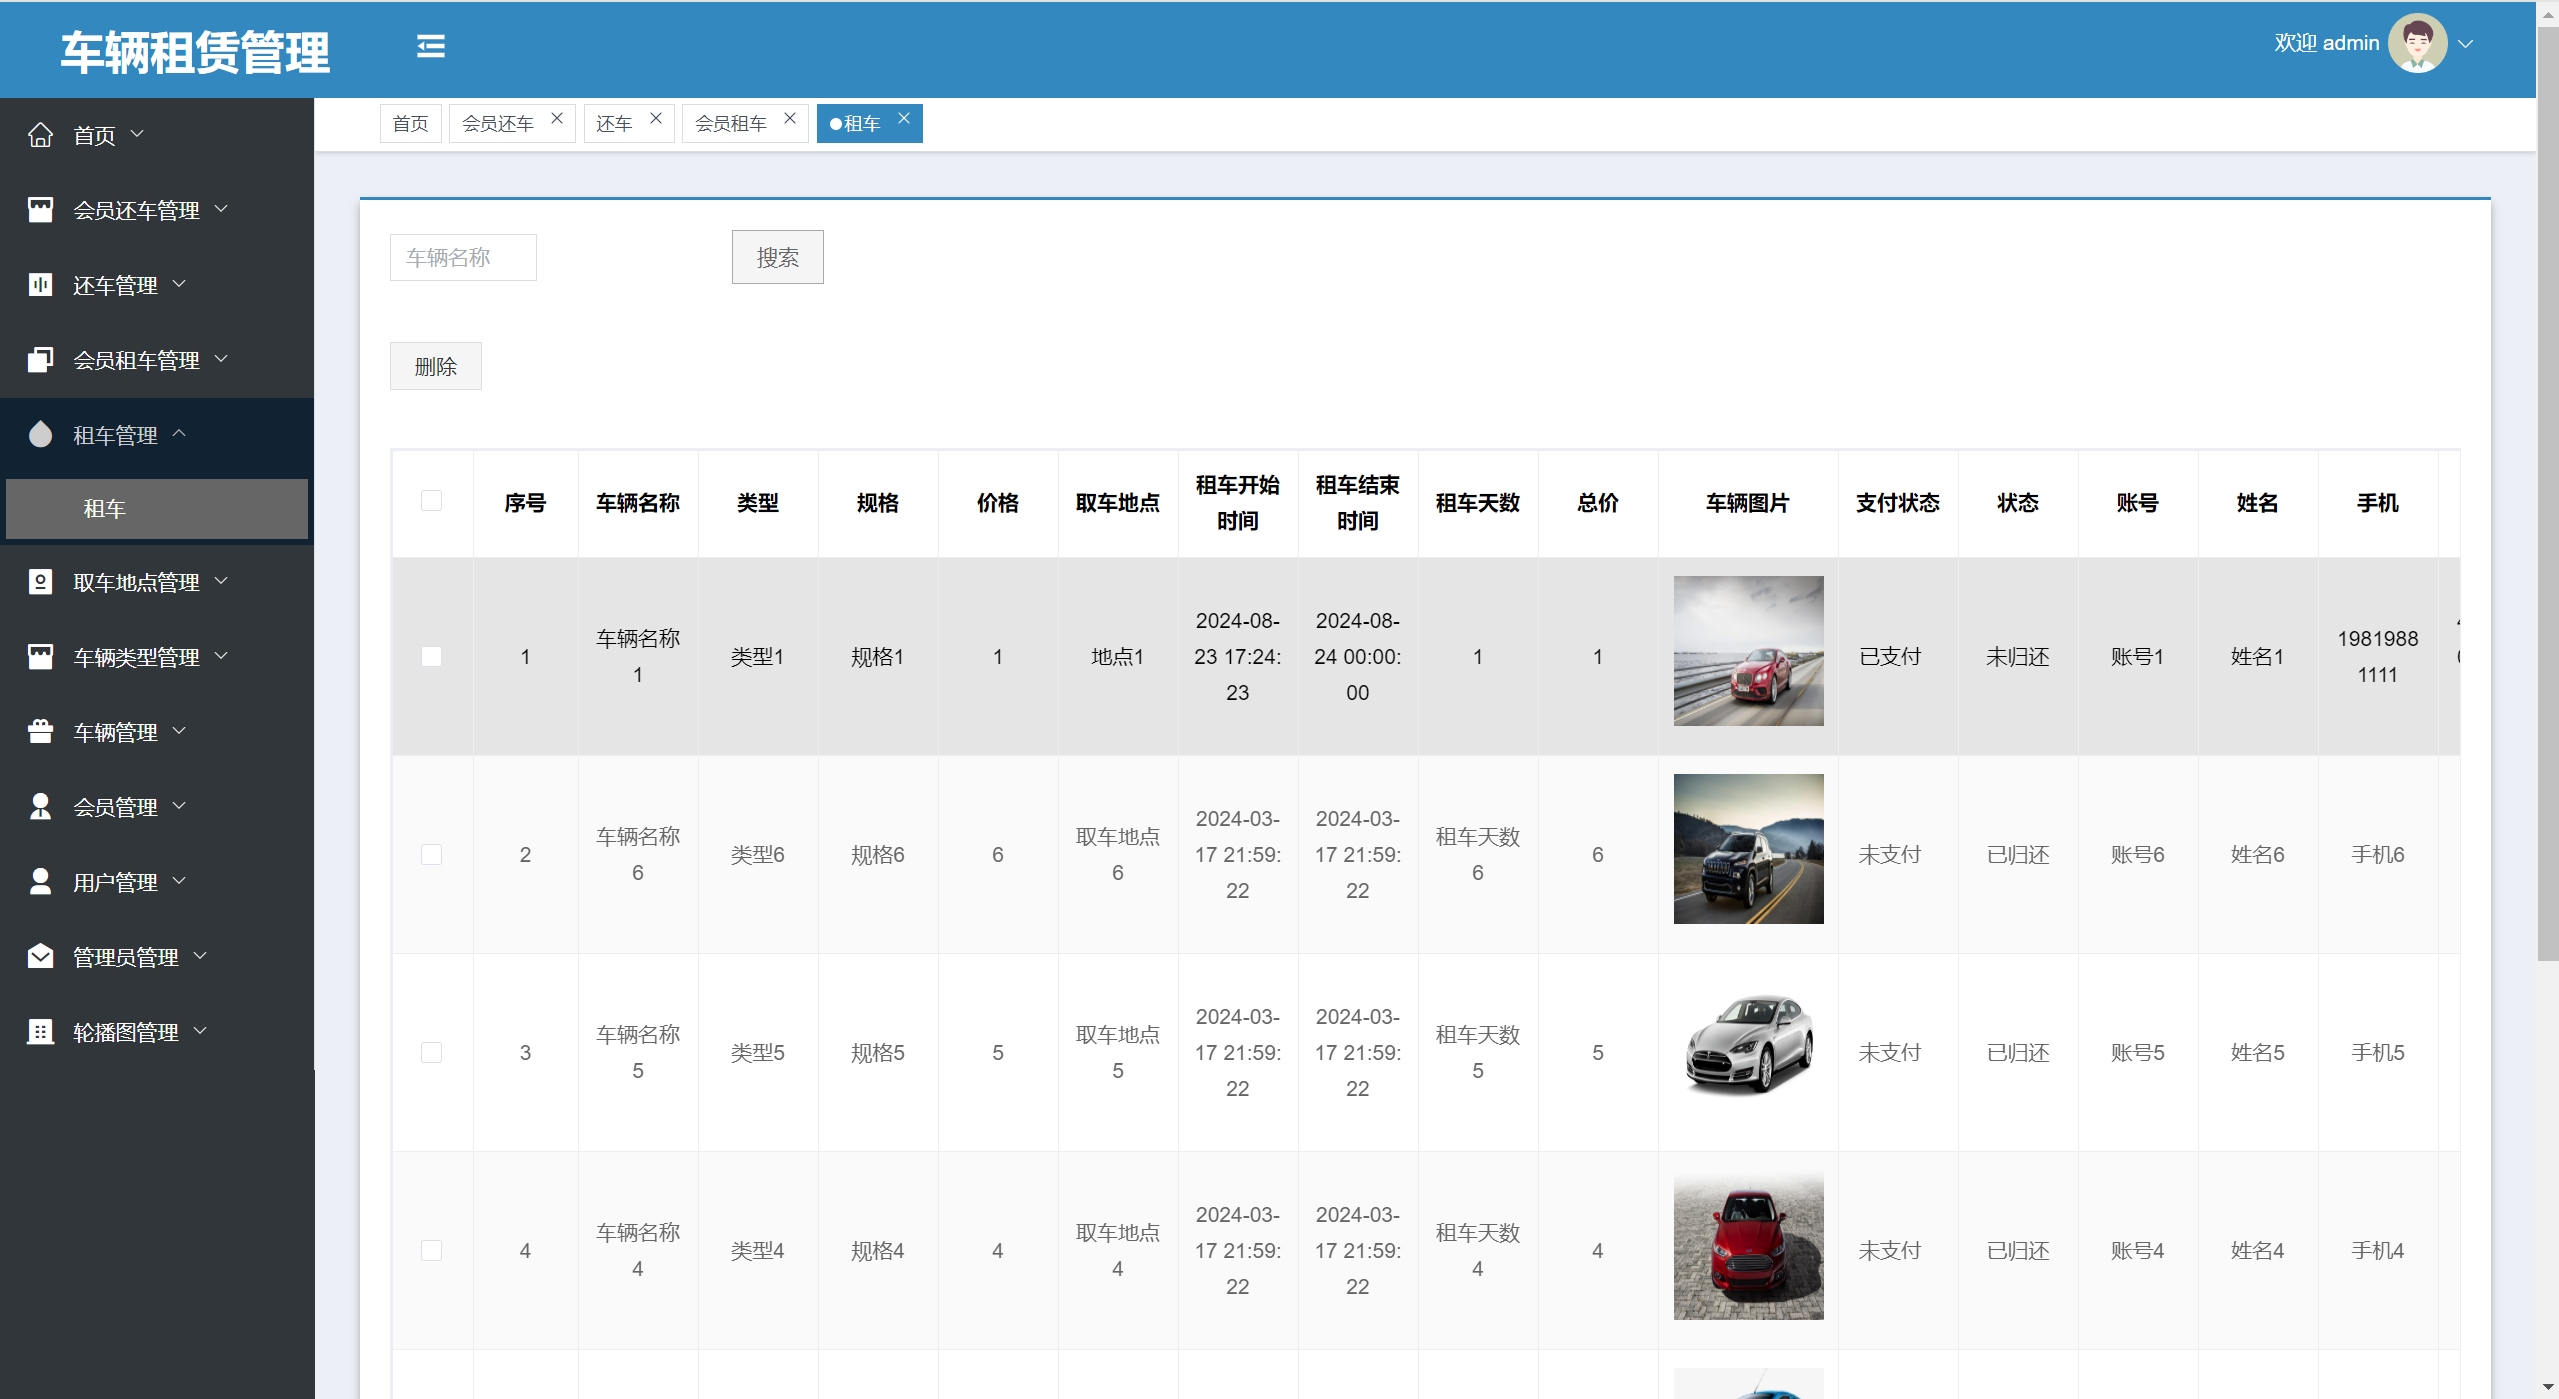 车辆租赁管理
欢迎 admin
首页
会员还车
还车
会员租车
租车
首页
会员还车管理
还车管理
会员租车管理
租车管理
租车
取车地点管理
车辆类型管理
车辆管理
会员管理
用户管理
管理员管理
轮播图管理
车辆名称
搜索
删除
序号 车辆名称 类型 规格 价格 取车地点 租车开始时间 租车结束时间 租车天数 总价 车辆图片 支付状态 状态 账号 姓名 手机
1 车辆名称1 类型1 规格1 1 地点1 2024-08-23 17:24:23 2024-08-24 00:00:00 1 1 已支付 未归还 账号1 姓名1 19819881111
2 车辆名称6 类型6 规格6 6 取车地点6 2024-03-17 21:59:22 2024-03-17 21:59:22 租车天数6 6 未支付 已归还 账号6 姓名6 手机6
3 车辆名称5 类型5 规格5 5 取车地点5 2024-03-17 21:59:22 2024-03-17 21:59:22 租车天数5 5 未支付 已归还 账号5 姓名5 手机5
4 车辆名称4 类型4 规格4 4 取车地点4 2024-03-17 21:59:22 2024-03-17 21:59:22 租车天数4 4 未支付 已归还 账号4 姓名4 手机4